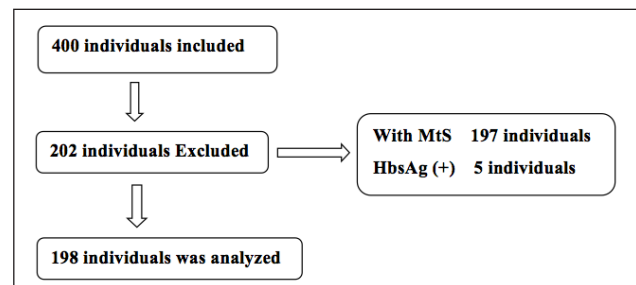 400 individuals included
202 individuals Excluded
With MtS 197 individuals
HbsAg (+) 5 individuals
198 individuals was analyzed